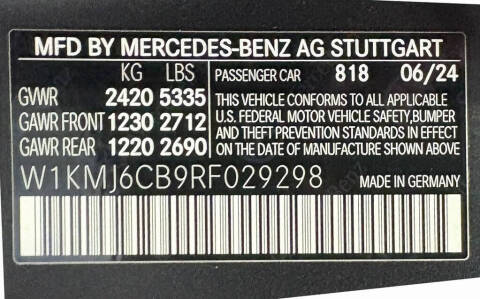 MFD BY MERCEDES-BENZ AG STUTTGART
KG LBS PASSENGER CAR 818 06/24
GVWR 2420 5335
GAWR FRONT 1230 2712
GAWR REAR 1220 2690
THIS VEHICLE CONFORMS TO ALL APPLICABLE
U.S. FEDERAL MOTOR VEHICLE SAFETY,BUMPER
AND THEFT PREVENTION STANDARDS IN EFFECT
ON THE DATE OF MANUFACTURE SHOWN ABOVE
W1KMJ6CB9RF029298 MADE IN GERMANY